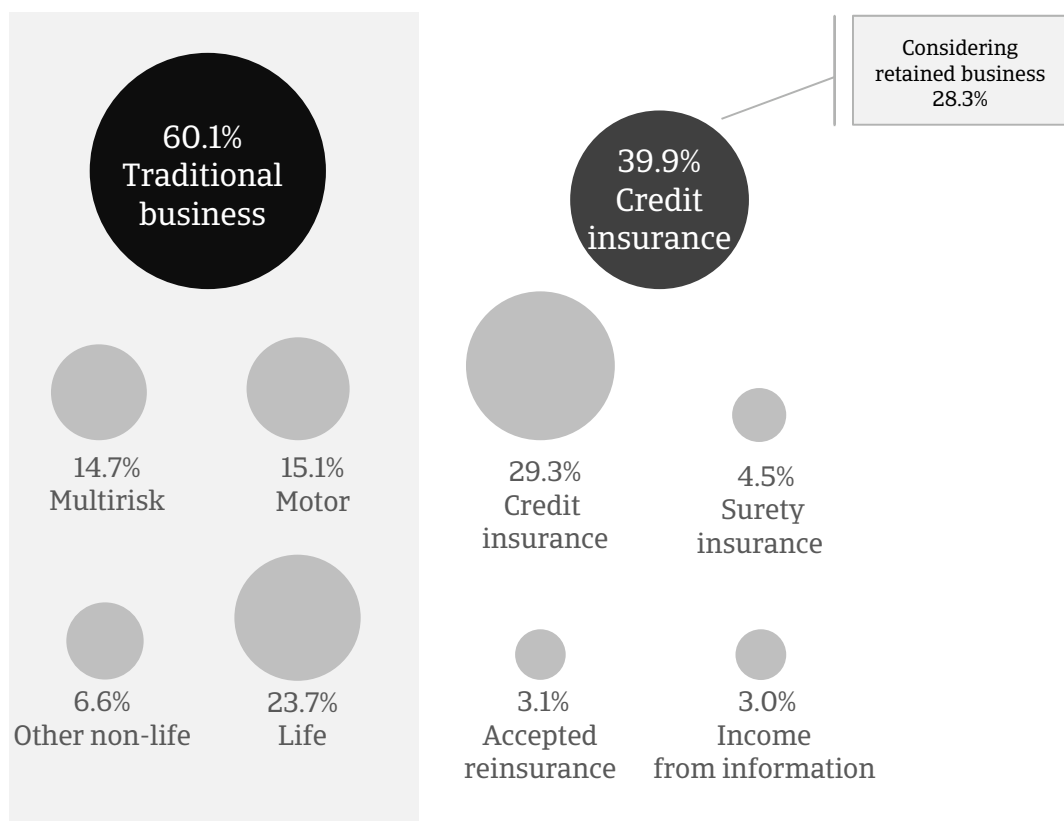 60.1%
Traditional
business
39.9%
Credit
insurance
Considering
retained business
28.3%
14.7%
Multirisk
15.1%
Motor
29.3%
Credit
insurance
4.5%
Surety
insurance
6.6%
Other non-life
23.7%
Life
3.1%
Accepted
reinsurance
3.0%
Income
from information